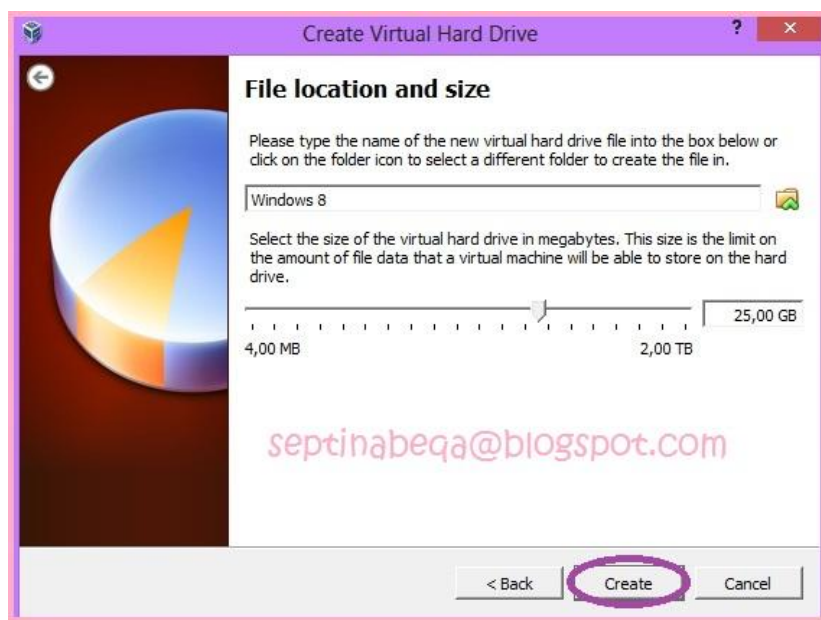 Create Virtual Hard Drive
?
×
File location and size
Please type the name of the new virtual hard drive file into the box below or
click on the folder icon to select a different folder to create the file in.
Windows 8
Select the size of the virtual hard drive in megabytes. This size is the limit on
the amount of file data that a virtual machine will be able to store on the hard
drive.
25,00 GB
4,00 MB 2,00 TB
septinabeqa@blogspot.com
< Back Create Cancel